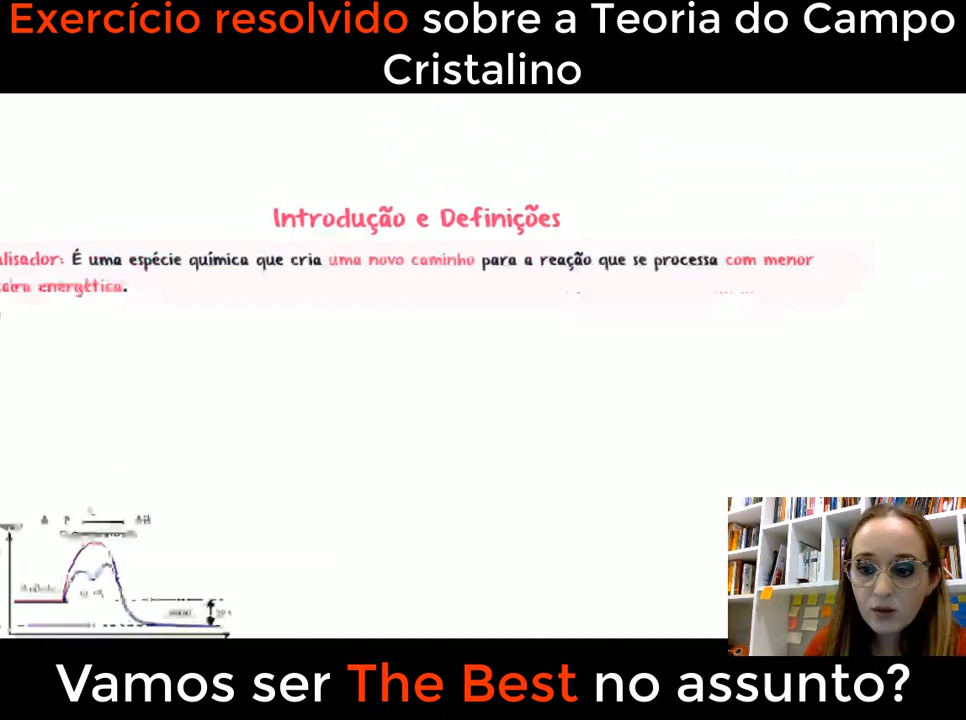 Exercício resolvido sobre a Teoria do Campo
Cristalino
Introdução e Definições
alisador: É uma espécie química que cria uma novo caminho para a reação que se processa com menor
energética.
Vamos ser The Best no assunto?